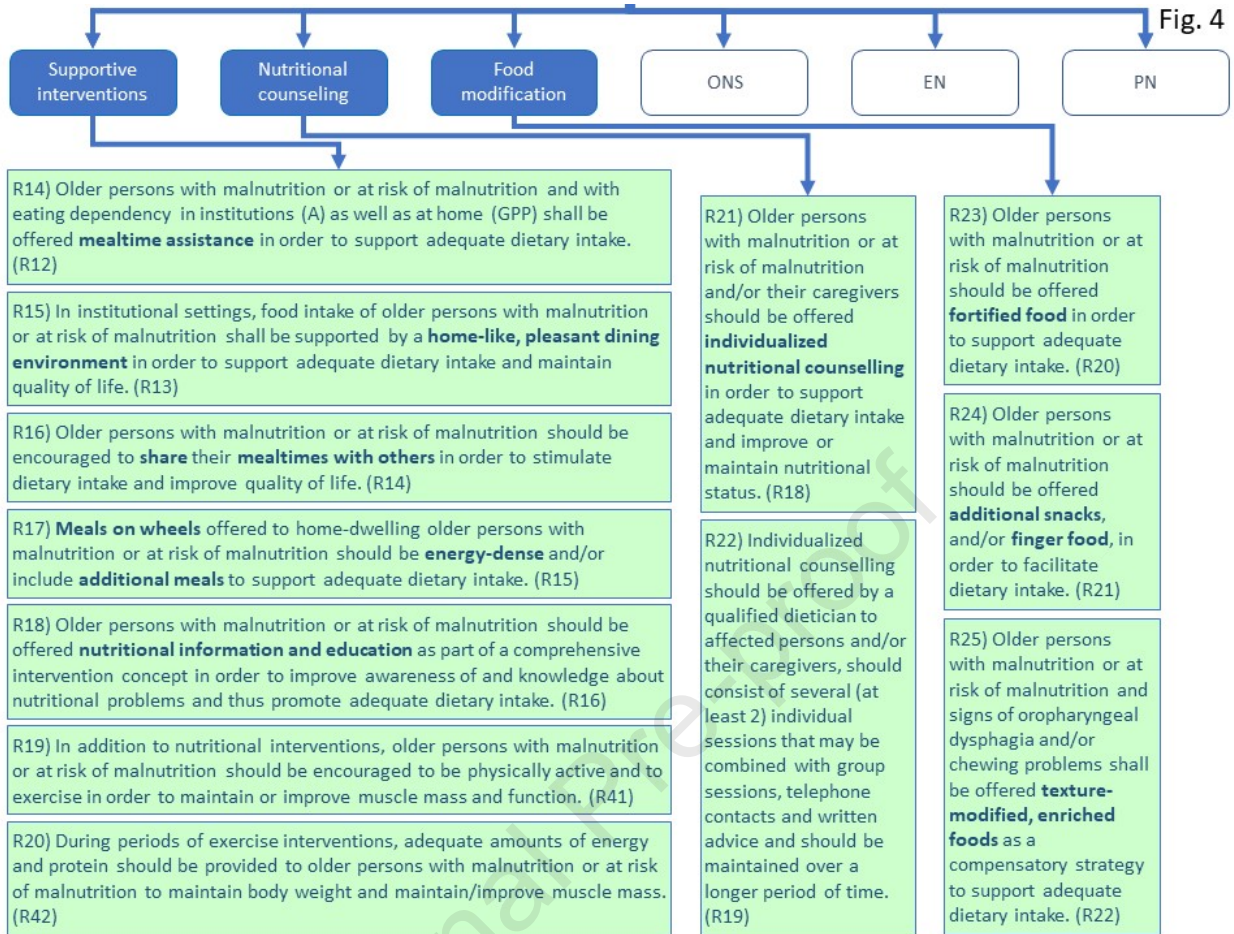 Fig. 4
Supportive
interventions
Nutritional
counseling
Food
modification
ONS
EN
PN
R14) Older persons with malnutrition or at risk of malnutrition and with
eating dependency in institutions (A) as well as at home (GPP) shall be
offered mealtime assistance in order to support adequate dietary intake.
(R12)
R15) In institutional settings, food intake of older persons with malnutrition
or at risk of malnutrition shall be supported by a home-like, pleasant dining
environment in order to support adequate dietary intake and maintain
quality of life. (R13)
R16) Older persons with malnutrition or at risk of malnutrition should be
encouraged to share their mealtimes with others in order to stimulate
dietary intake and improve quality of life. (R14)
R17) Meals on wheels offered to home-dwelling older persons with
malnutrition or at risk of malnutrition should be energy-dense and/or
include additional meals to support adequate dietary intake. (R15)
R18) Older persons with malnutrition or at risk of malnutrition should be
offered nutritional information and education as part of a comprehensive
intervention concept in order to improve awareness of and knowledge about
nutritional problems and thus promote adequate dietary intake. (R16)
R19) In addition to nutritional interventions, older persons with malnutrition
or at risk of malnutrition should be encouraged to be physically active and to
exercise in order to maintain or improve muscle mass and function. (R41)
R20) During periods of exercise interventions, adequate amounts of energy
and protein should be provided to older persons with malnutrition or at risk
of malnutrition to maintain body weight and maintain/improve muscle mass.
(R42)
R21) Older persons
with malnutrition or at
risk of malnutrition
and/or their caregivers
should be offered
individualized
nutritional counselling
in order to support
adequate dietary intake
and improve or
maintain nutritional
status. (R18)
R22) Individualized
nutritional counselling
should be offered by a
qualified dietician to
affected persons and/or
their caregivers, should
consist of several (at
least 2) individual
sessions that may be
combined with group
sessions, telephone
contacts and written
advice and should be
maintained over a
longer period of time.
(R19)
R23) Older persons
with malnutrition or at
risk of malnutrition
should be offered
fortified food in order
to support adequate
dietary intake. (R20)
R24) Older persons
with malnutrition or at
risk of malnutrition
should be offered
additional snacks,
and/or finger food, in
order to facilitate
dietary intake. (R21)
R25) Older persons
with malnutrition or at
risk of malnutrition and
signs of oropharyngeal
dysphagia and/or
chewing problems shall
be offered texture-
modified, enriched
foods as a
compensatory strategy
to support adequate
dietary intake. (R22)
nal Pre-proof